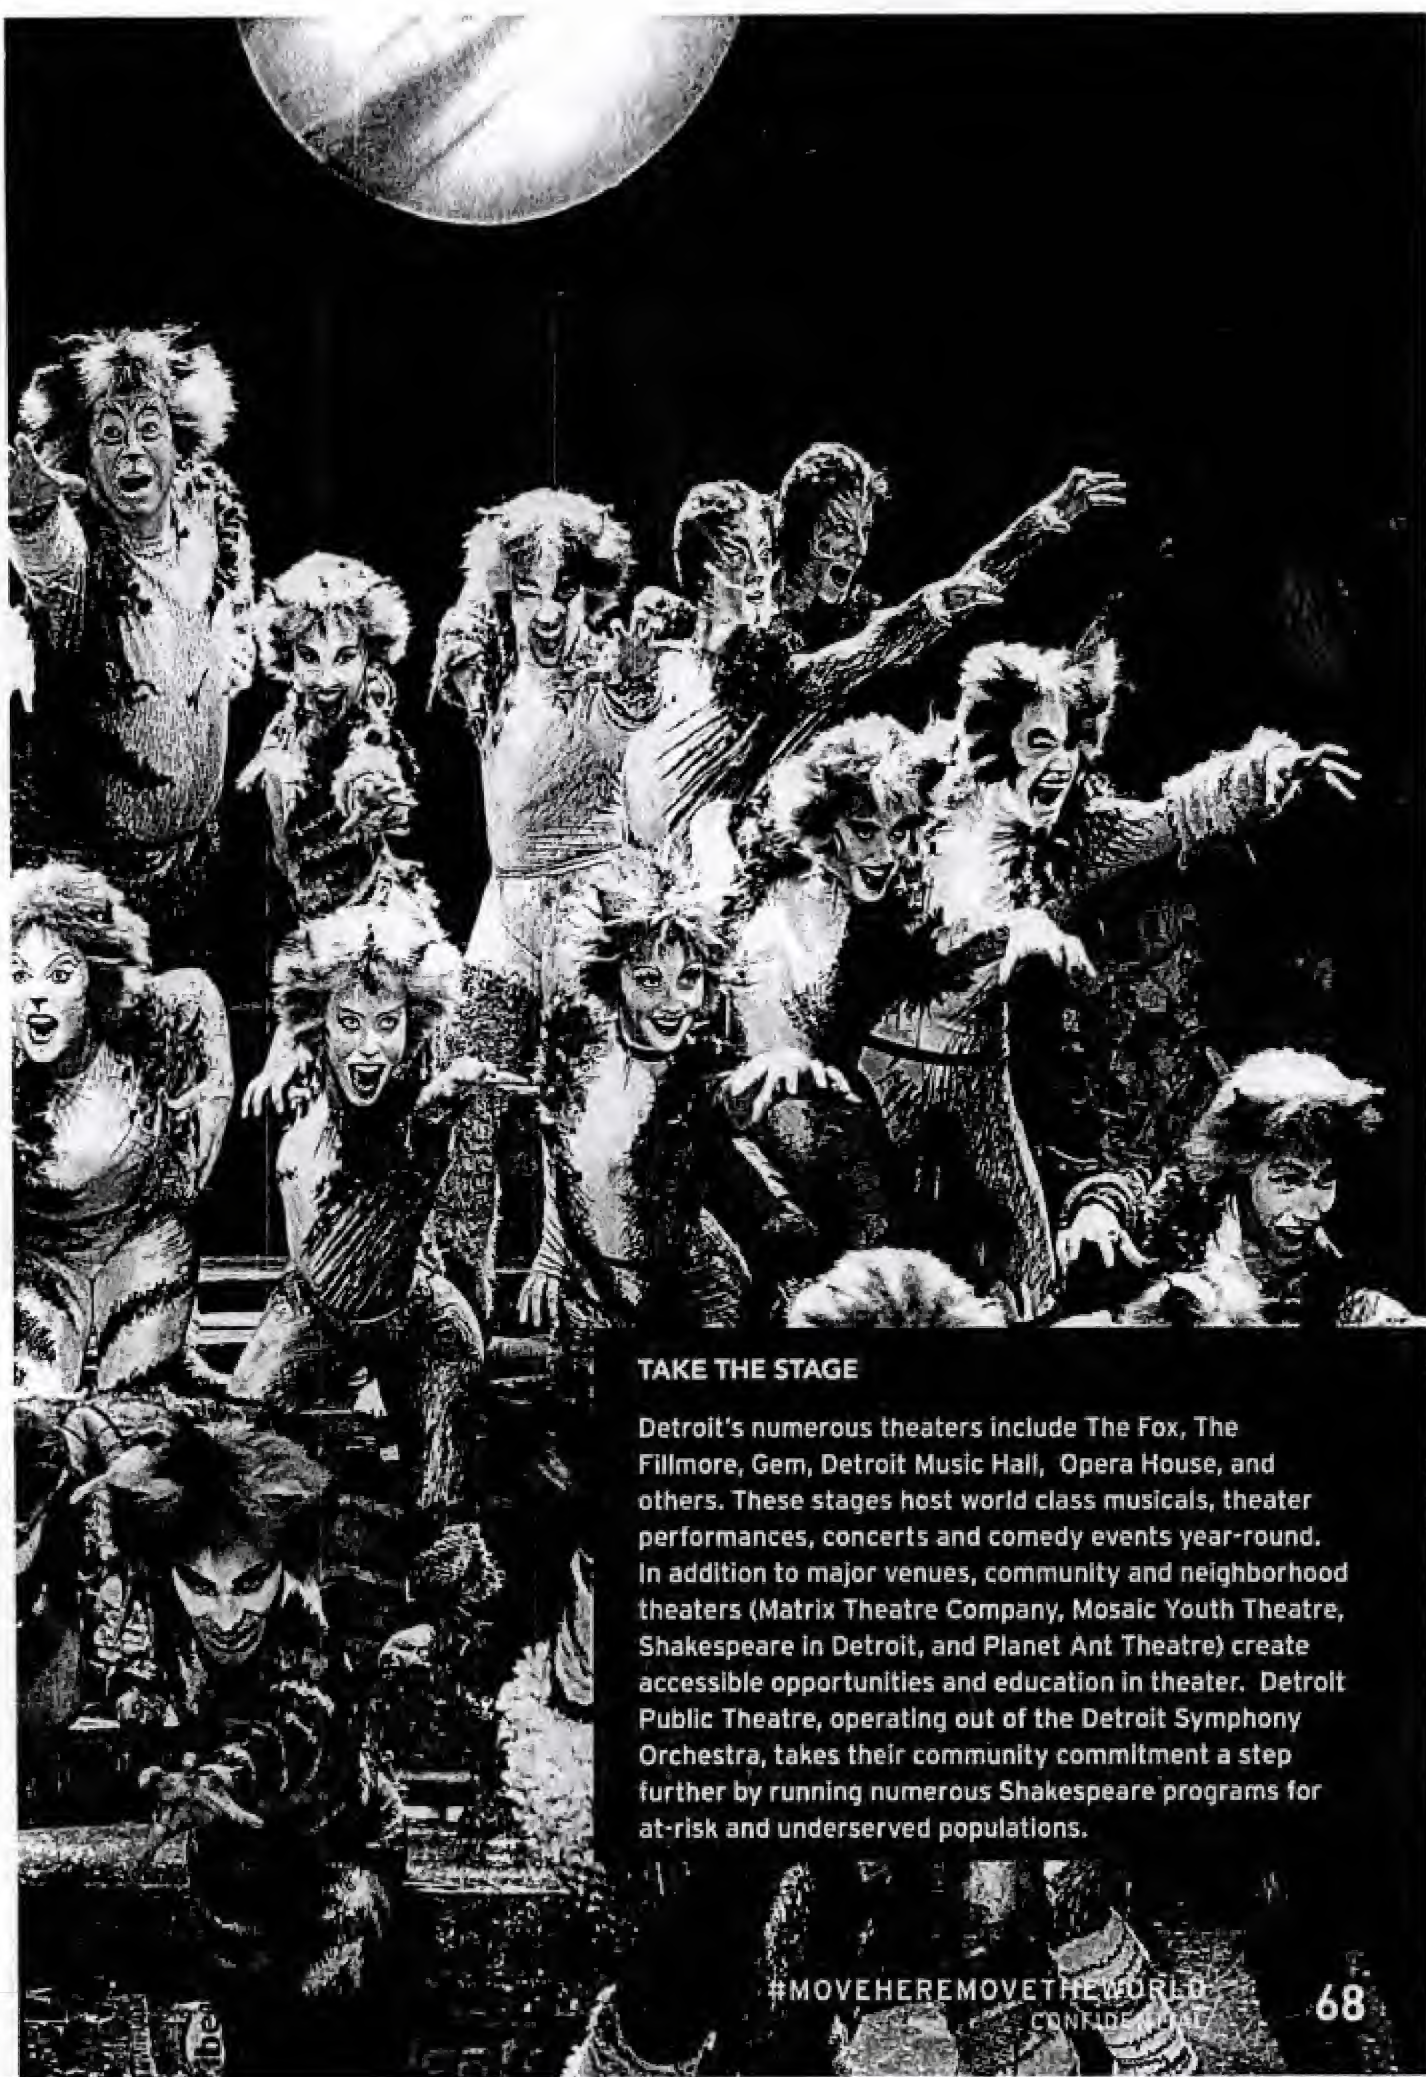 TAKE THE STAGE
Detroit's numerous theaters include The Fox, The
Fillmore, Gem, Detroit Music Hall, Opera House, and
others. These stages host world class musicals, theater
performances, concerts and comedy events year-round.
In addition to major venues, community and neighborhood
theaters (Matrix Theatre Company, Mosaic Youth Theatre,
Shakespeare in Detroit, and Planet Ant Theatre) create
accessible opportunities and education in theater. Detroit
Public Theatre, operating out of the Detroit Symphony
Orchestra, takes their community commitment a step
further by running numerous Shakespeare programs for
at-risk and underserved populations.
#MOVEHEREMOVETHEWORLD
CONFIDENTIAL
68